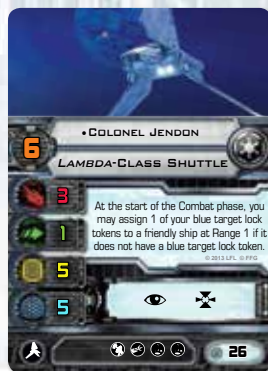 •Colonel Jendon
6
Lambda-Class Shuttle
3
At the start of the Combat phase, you
may assign 1 of your blue target lock
tokens to a friendly ship at Range 1 if it
does not have a blue target lock token.
© 2013 LFL © FFG
1
5
5
26